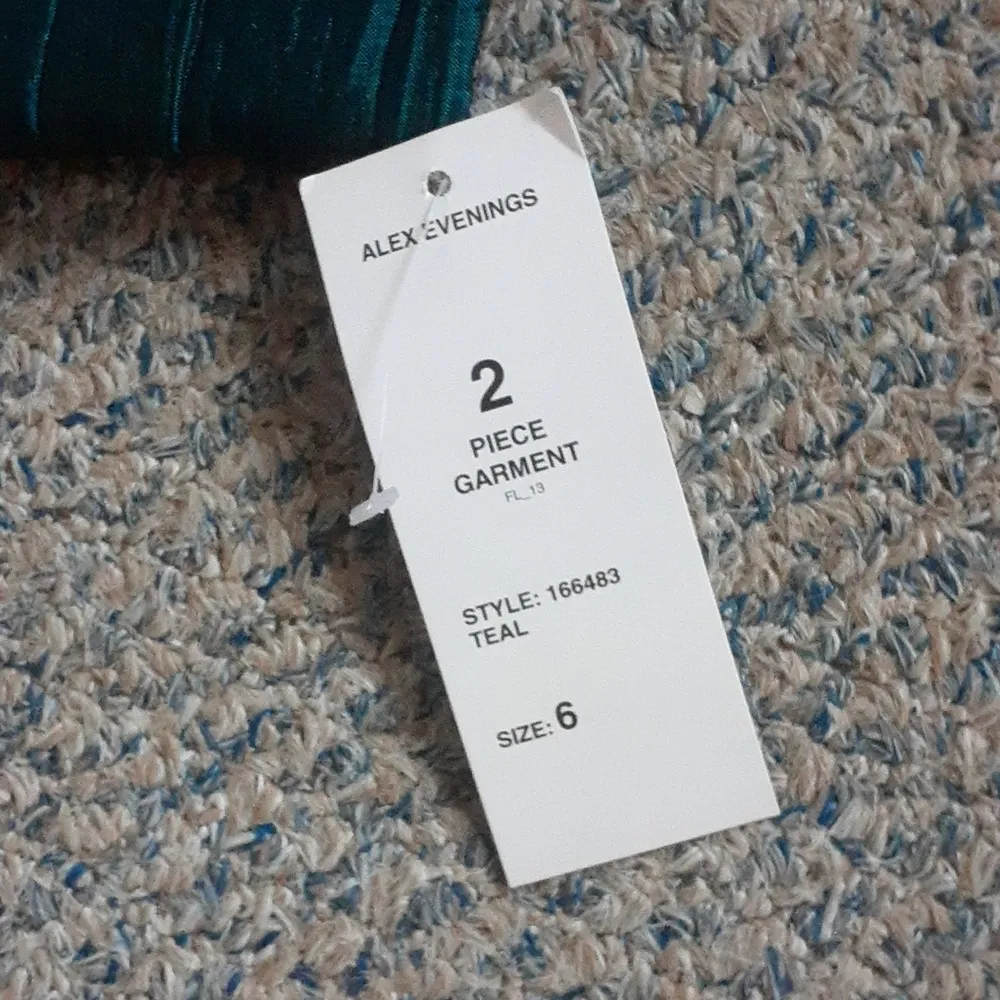 ALEX EVENINGS
2
PIECE
GARMENT
FL_13
STYLE: 166483
TEAL
SIZE: 6